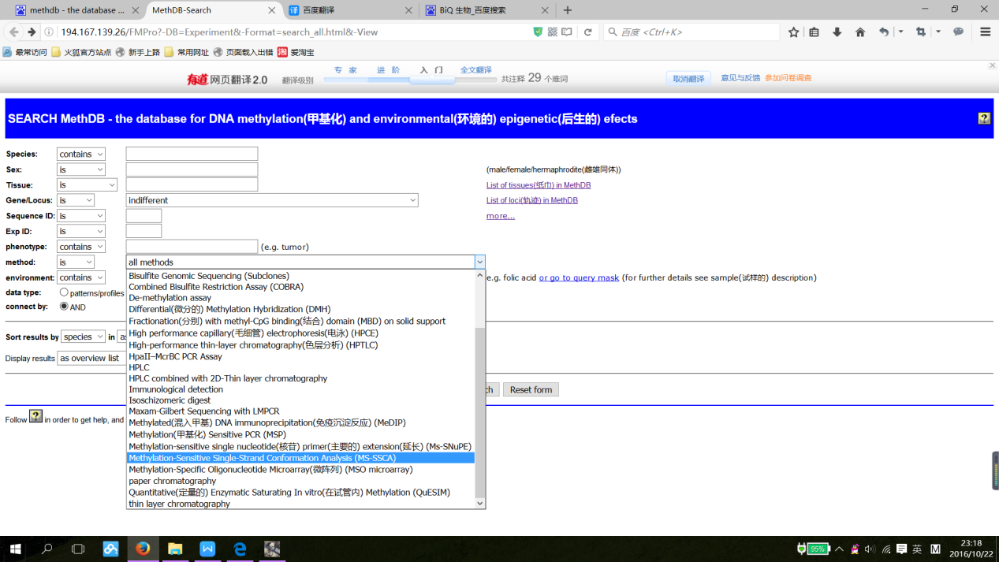 methdb - the database ...
MethDB-Search
百度翻译
BiQ 生物_百度搜索
194.167.139.26/FMPro?-DB=Experiment&-Format=search_all.html&-View
百度 <Ctrl+K>
最常访问 火狐官方站点 新手上路 常用网址 页面载入出错 爱淘宝
有道 网页翻译2.0 翻译级别 专 家 进 阶 入 门 全文翻译 共注释 29 个难词 取消翻译 意见与反馈 参加问卷调查
SEARCH MethDB - the database for DNA methylation(甲基化) and environmental(环境的) epigenetic(后生的) efects
Species: contains
Sex: is (male/female/hermaphrodite(雌雄同体))
Tissue: is List of tissues(纸巾) in MethDB
Gene/Locus: is indifferent List of loci(轨迹) in MethDB
Sequence ID: is more...
Exp ID: is
phenotype: contains (e.g. tumor)
method: is all methods
environment: contains e.g. folic acid or go to query mask (for further details see sample(试样的) description)
data type: patterns/profiles
connect by: AND
Bisulfite Genomic Sequencing (Subclones)
Combined Bisulfite Restriction Assay (COBRA)
De-methylation assay
Differential(微分的) Methylation Hybridization (DMH)
Fractionation(分别) with methyl-CpG binding(结合) domain (MBD) on solid support
High performance capillary(毛细管) electrophoresis(电泳) (HPCE)
High-performance thin-layer chromatography(色层分析) (HPTLC)
HpaII–McrBC PCR Assay
HPLC
HPLC combined with 2D-Thin layer chromatography
Immunological detection
Isoschizomeric digest
Maxam-Gilbert Sequencing with LMPCR
Methylated(混入甲基) DNA immunoprecipitation(免疫沉淀反应) (MeDIP)
Methylation(甲基化) Sensitive PCR (MSP)
Methylation-sensitive single nucleotide(核苷) primer(主要的) extension(延长) (Ms-SNuPE)
Methylation-Sensitive Single-Strand Conformation Analysis (MS-SSCA)
Methylation-Specific Oligonucleotide Microarray(微阵列) (MSO microarray)
paper chromatography
Quantitative(定量的) Enzymatic Saturating In vitro(在试管内) Methylation (QuESIM)
thin layer chromatography
Sort results by species in as
Display results as overview list
ch Reset form
Follow ? in order to get help, and
95% 英 M 23:18
2016/10/22